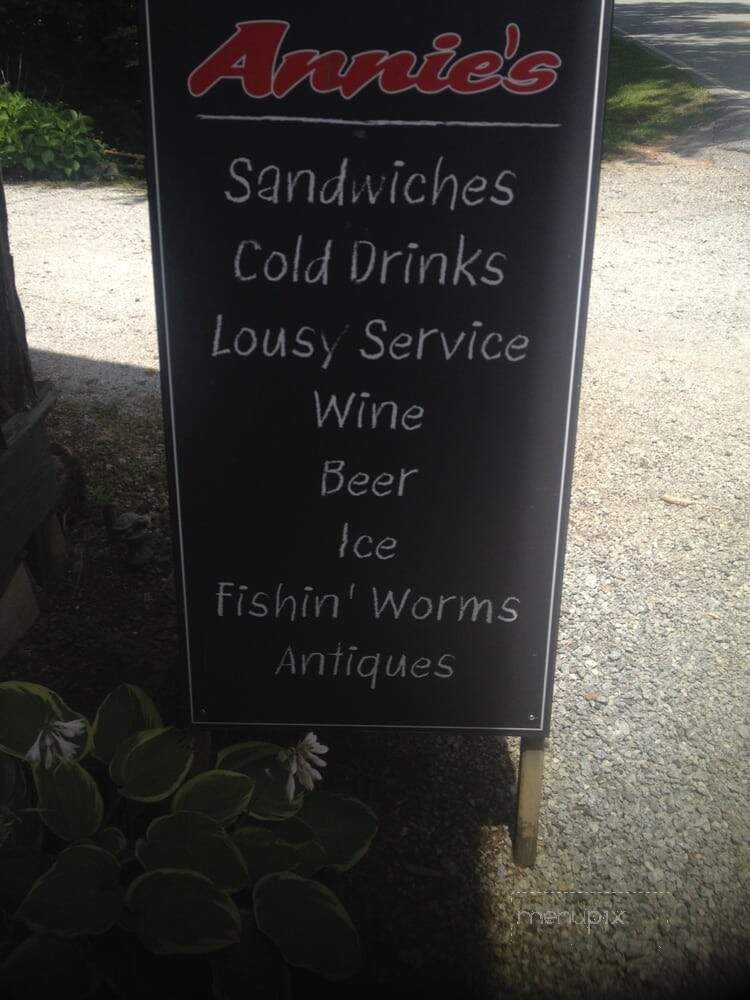 Annie's
Sandwiches
Cold Drinks
Lousy Service
Wine
Beer
Ice
Fishin' Worms
Antiques
menupix